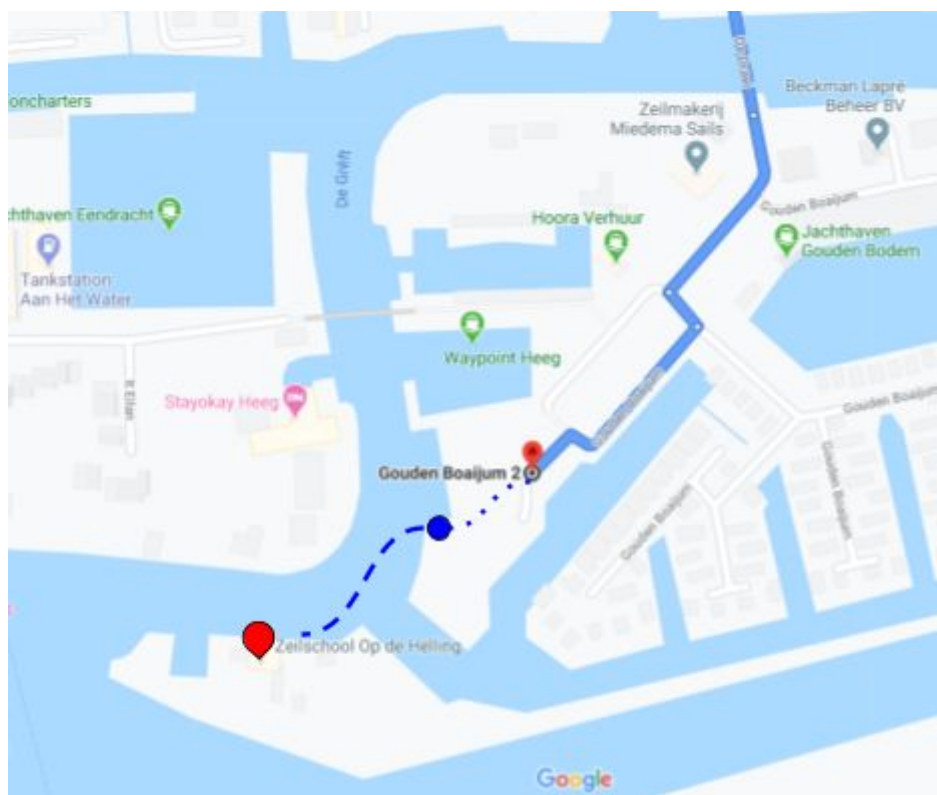 Beckman Lapré
Beheer BV
oncharters
Zeilmakerij
Miedema Sails
De Grêft
Gouden Boaijum
chthaven Eendracht
Hoora Verhuur
Jachthaven
Gouden Bodem
Tankstation
Aan Het Water
Waypoint Heeg
It Eilan
Stayokay Heeg
Gouden Boaijum
Gouden Boaijum 2
Gouden Boaijum
Gouden Boaijum
Zeilschool Op de Helling
Google